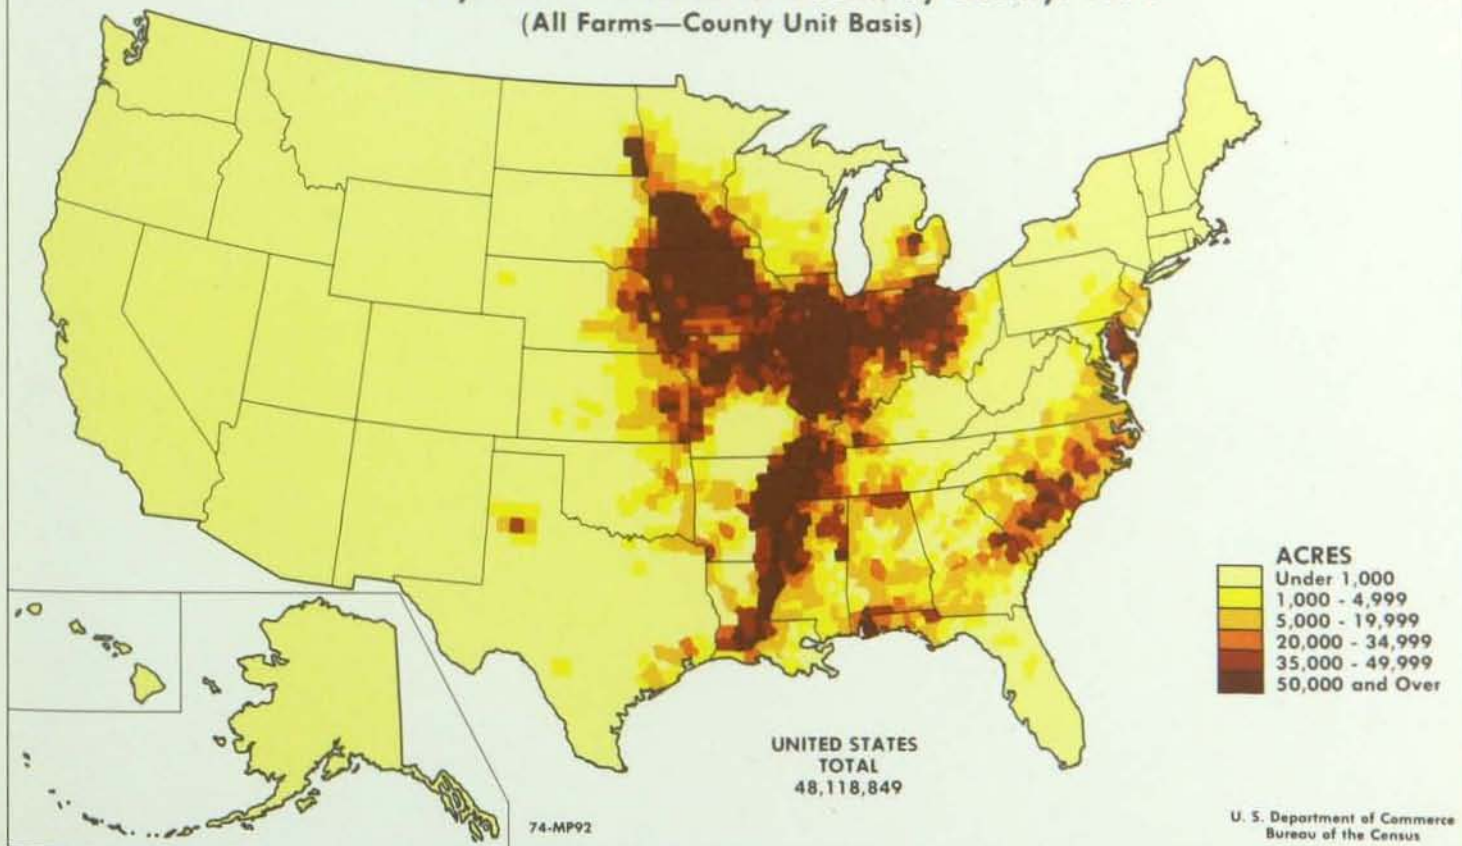 (All Farms—County Unit Basis)
ACRES
Under 1,000
1,000 - 4,999
5,000 - 19,999
20,000 - 34,999
35,000 - 49,999
50,000 and Over
UNITED STATES
TOTAL
48,118,849
74-MP92
U. S. Department of Commerce
Bureau of the Census